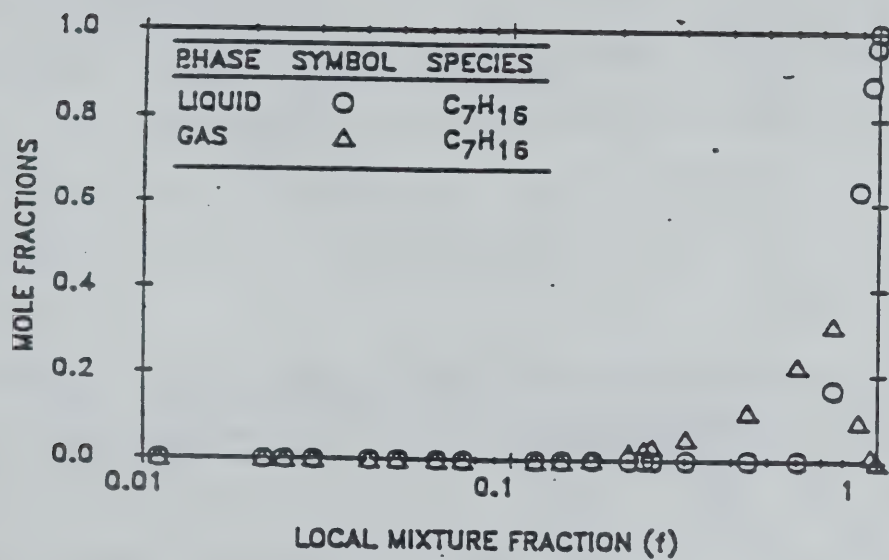 1.0
PHASE SYMBOL SPECIES
LIQUID C7H16
GAS C7H16
0.8
0.6
0.4
0.2
0.0
MOLE FRACTIONS
0.01 0.1 1
LOCAL MIXTURE FRACTION (f)